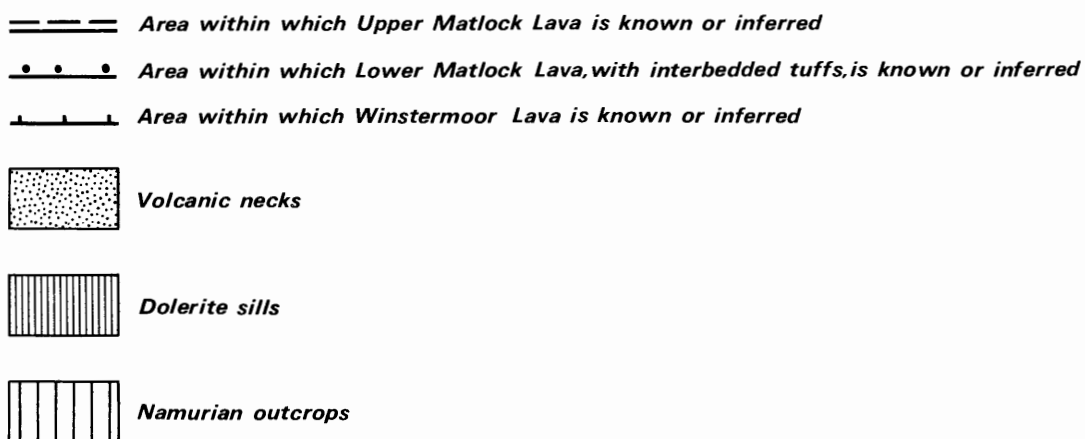 Area within which Upper Matlock Lava is known or inferred
Area within which Lower Matlock Lava, with interbedded tuffs, is known or inferred
Area within which Winstermoor Lava is known or inferred
Volcanic necks
Dolerite sills
Namurian outcrops